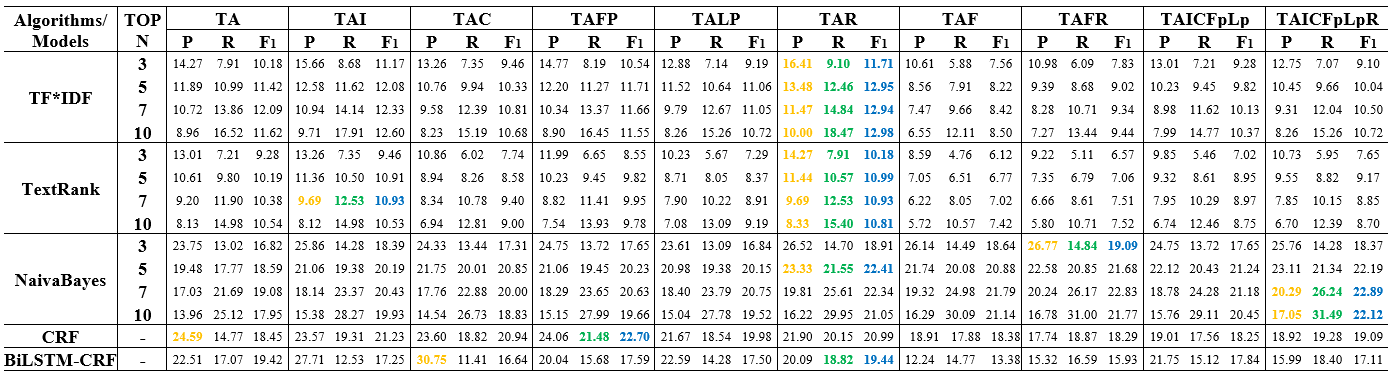 Algorithms/ Models TOP N TA TAI TAC TAFP TALP TAR TAF TAFR TAICFpLp TAICFpLpR
P R F1 P R F1 P R F1 P R F1 P R F1 P R F1 P R F1 P R F1 P R F1 P R F1
TF*IDF
3 14.27 7.91 10.18 15.66 8.68 11.17 13.26 7.35 9.46 14.77 8.19 10.54 12.88 7.14 9.19 16.41 9.10 11.71 10.61 5.88 7.56 10.98 6.09 7.83 13.01 7.21 9.28 12.75 7.07 9.10
5 11.89 10.99 11.42 12.58 11.62 12.08 10.76 9.94 10.33 12.20 11.27 11.71 11.52 10.64 11.06 13.48 12.46 12.95 8.56 7.91 8.22 9.39 8.68 9.02 10.23 9.45 9.82 10.45 9.66 10.04
7 10.72 13.86 12.09 10.94 14.14 12.33 9.58 12.39 10.81 10.34 13.37 11.66 9.79 12.67 11.05 11.47 14.84 12.94 7.47 9.66 8.42 8.28 10.71 9.34 8.98 11.62 10.13 9.31 12.04 10.50
10 8.96 16.52 11.62 9.71 17.91 12.60 8.23 15.19 10.68 8.90 16.45 11.55 8.26 15.26 10.72 10.00 18.47 12.98 6.55 12.11 8.50 7.27 13.44 9.44 7.99 14.77 10.37 8.26 15.26 10.72
TextRank
3 13.01 7.21 9.28 13.26 7.35 9.46 10.86 6.02 7.74 11.99 6.65 8.55 10.23 5.67 7.29 14.27 7.91 10.18 8.59 4.76 6.12 9.22 5.11 6.57 9.85 5.46 7.02 10.73 5.95 7.65
5 10.61 9.80 10.19 11.36 10.50 10.91 8.94 8.26 8.58 10.23 9.45 9.82 8.71 8.05 8.37 11.44 10.57 10.99 7.05 6.51 6.77 7.35 6.79 7.06 9.32 8.61 8.95 9.55 8.82 9.17
7 9.20 11.90 10.38 9.69 12.53 10.93 8.34 10.78 9.40 8.82 11.41 9.95 7.90 10.22 8.91 9.69 12.53 10.93 6.22 8.05 7.02 6.66 8.61 7.51 7.95 10.29 8.97 7.85 10.15 8.85
10 8.13 14.98 10.54 8.12 14.98 10.53 6.94 12.81 9.00 7.54 13.93 9.78 7.08 13.09 9.19 8.33 15.40 10.81 5.72 10.57 7.42 5.80 10.71 7.52 6.74 12.46 8.75 6.70 12.39 8.70
NaivaBayes
3 23.75 13.02 16.82 25.86 14.28 18.39 24.33 13.44 17.31 24.75 13.72 17.65 23.61 13.09 16.84 26.52 14.70 18.91 26.14 14.49 18.64 26.77 14.84 19.09 24.75 13.72 17.65 25.76 14.28 18.37
5 19.48 17.77 18.59 21.06 19.38 20.19 21.75 20.01 20.85 21.06 19.45 20.23 20.98 19.38 20.15 23.33 21.55 22.41 21.74 20.08 20.88 22.58 20.85 21.68 22.12 20.43 21.24 23.11 21.34 22.19
7 17.03 21.69 19.08 18.14 23.37 20.43 17.76 22.88 20.00 18.29 23.65 20.63 18.40 23.79 20.75 19.81 25.61 22.34 19.32 24.98 21.79 20.24 26.17 22.83 18.78 24.28 21.18 20.29 26.24 22.89
10 13.96 25.12 17.95 15.38 28.27 19.93 14.54 26.73 18.83 15.15 27.99 19.66 15.04 27.78 19.52 16.22 29.95 21.05 16.29 30.09 21.14 16.78 31.00 21.77 15.76 29.11 20.45 17.05 31.49 22.12
CRF - 24.59 14.77 18.45 23.57 19.31 21.23 23.60 18.82 20.94 24.06 21.48 22.70 21.67 18.54 19.98 21.90 20.15 20.99 18.91 17.88 18.38 17.74 18.87 18.29 19.01 17.56 18.25 18.92 19.28 19.09
BiLSTM-CRF - 22.51 17.07 19.42 27.71 12.53 17.25 30.75 11.41 16.64 20.04 15.68 17.59 22.59 14.28 17.50 20.09 18.82 19.44 12.24 14.77 13.38 15.32 16.59 15.93 21.75 15.12 17.84 15.99 18.40 17.11